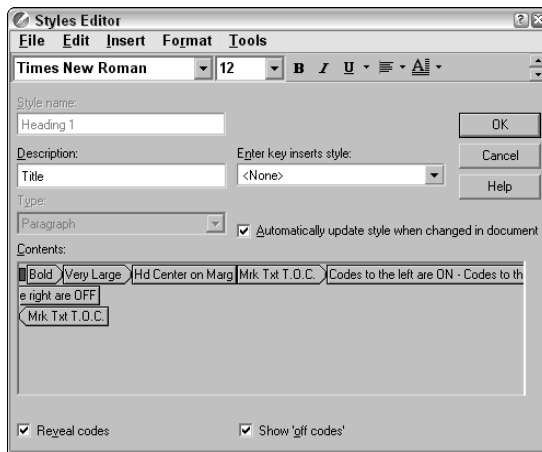 Styles Editor
File Edit Insert Format Tools
Times New Roman 12 B I U A
Style name:
Heading 1 OK
Description: Enter key inserts style: Cancel
Title <None>
Help
Type:
Paragraph Automatically update style when changed in document
Contents:
Bold Very Large Hd Center on Marg Mrk Txt T.O.C. Codes to the left are ON - Codes to th
e right are OFF
Mrk Txt T.O.C.
Reveal codes Show 'off codes'